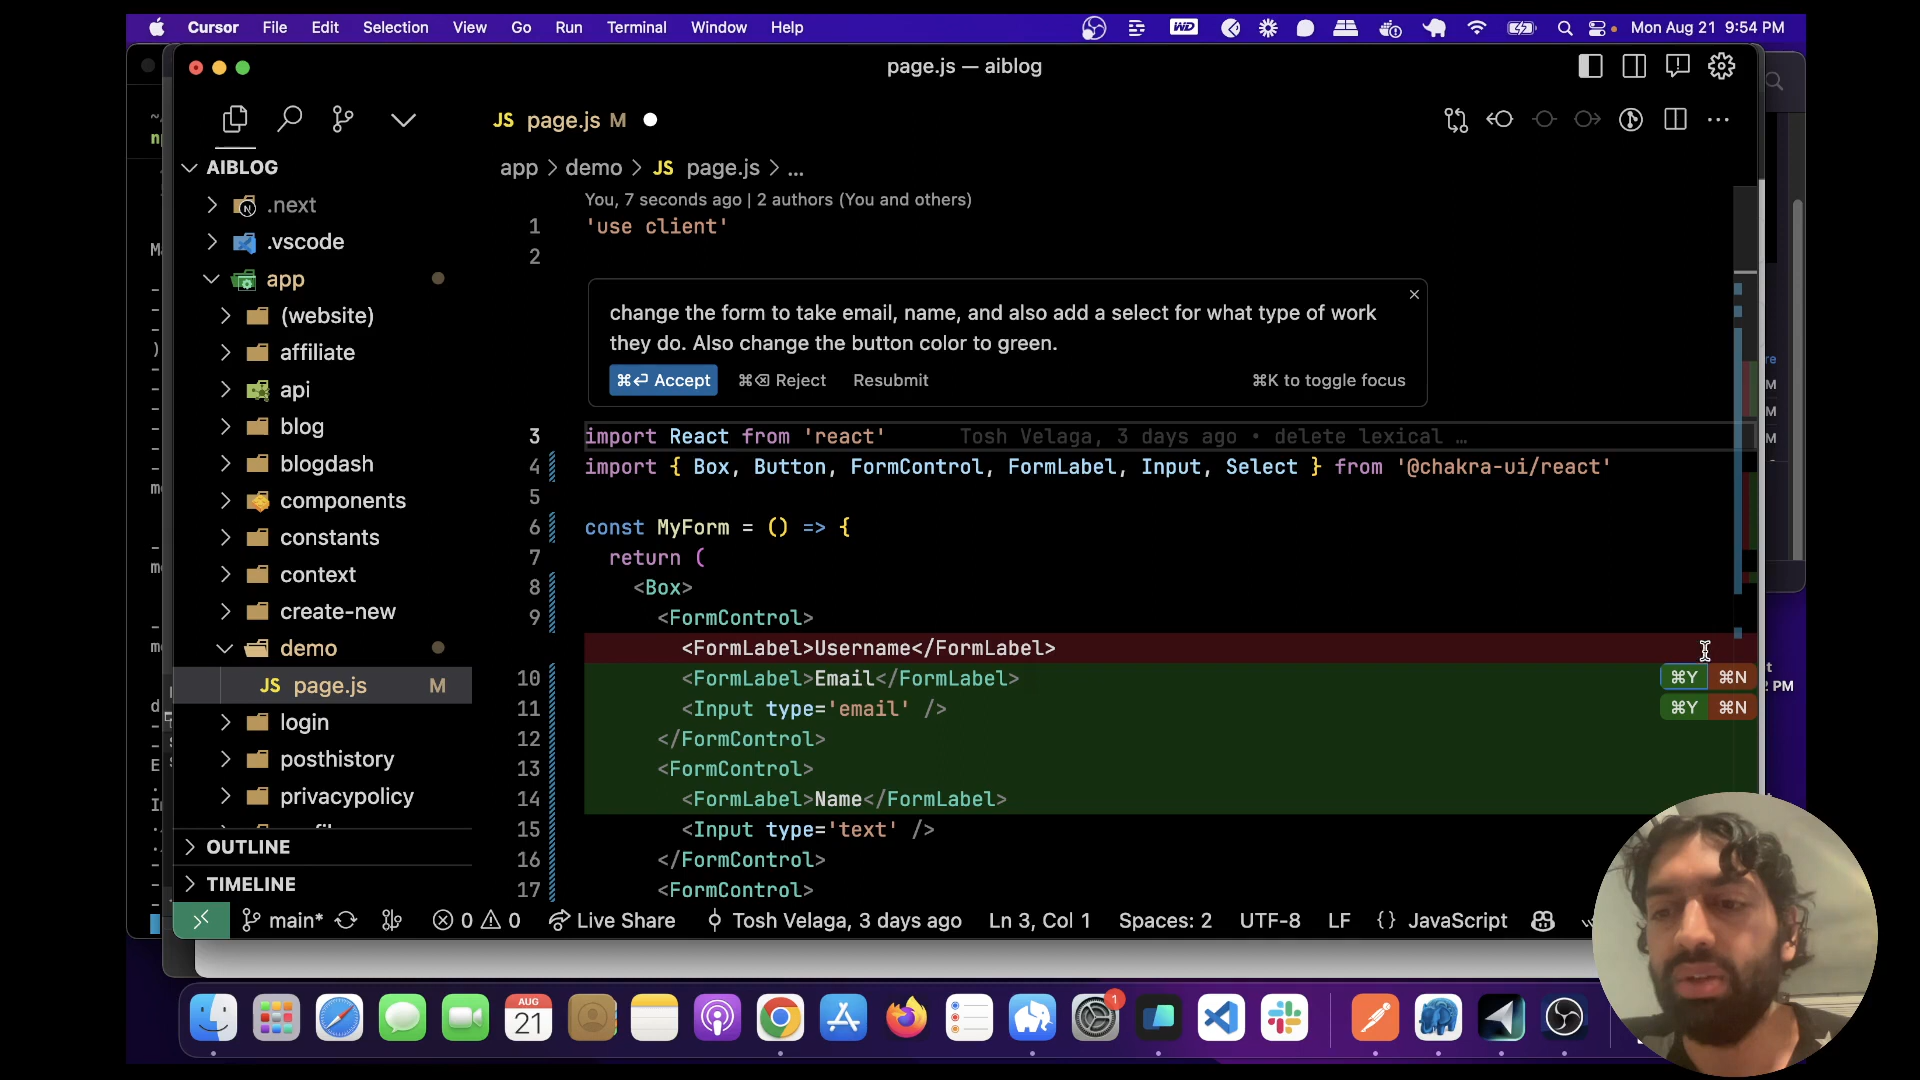 Cursor File Edit Selection View Go Run Terminal Window Help
WD
Mon Aug 21 9:54 PM
page.js — aiblog
JS page.js M
AIBLOG
.next
.vscode
app
(website)
affiliate
api
blog
blogdash
components
constants
context
create-new
demo
JS page.js M
login
posthistory
privacypolicy
OUTLINE
TIMELINE
app > demo > JS page.js > ...
You, 7 seconds ago | 2 authors (You and others)
1 'use client'
2
change the form to take email, name, and also add a select for what type of work
they do. Also change the button color to green.
⌘⏎ Accept ⌘⌫ Reject Resubmit ⌘K to toggle focus
3 import React from 'react' Tosh Velaga, 3 days ago • delete lexical …
4 import { Box, Button, FormControl, FormLabel, Input, Select } from '@chakra-ui/react'
5
6 const MyForm = () => {
7 return (
8 <Box>
9 <FormControl>
<FormLabel>Username</FormLabel>
10 <FormLabel>Email</FormLabel> ⌘Y ⌘N
11 <Input type='email' /> ⌘Y ⌘N
12 </FormControl>
13 <FormControl>
14 <FormLabel>Name</FormLabel>
15 <Input type='text' />
16 </FormControl>
17 <FormControl>
main* 0 0 Live Share Tosh Velaga, 3 days ago Ln 3, Col 1 Spaces: 2 UTF-8 LF {} JavaScript
AUG
21
1